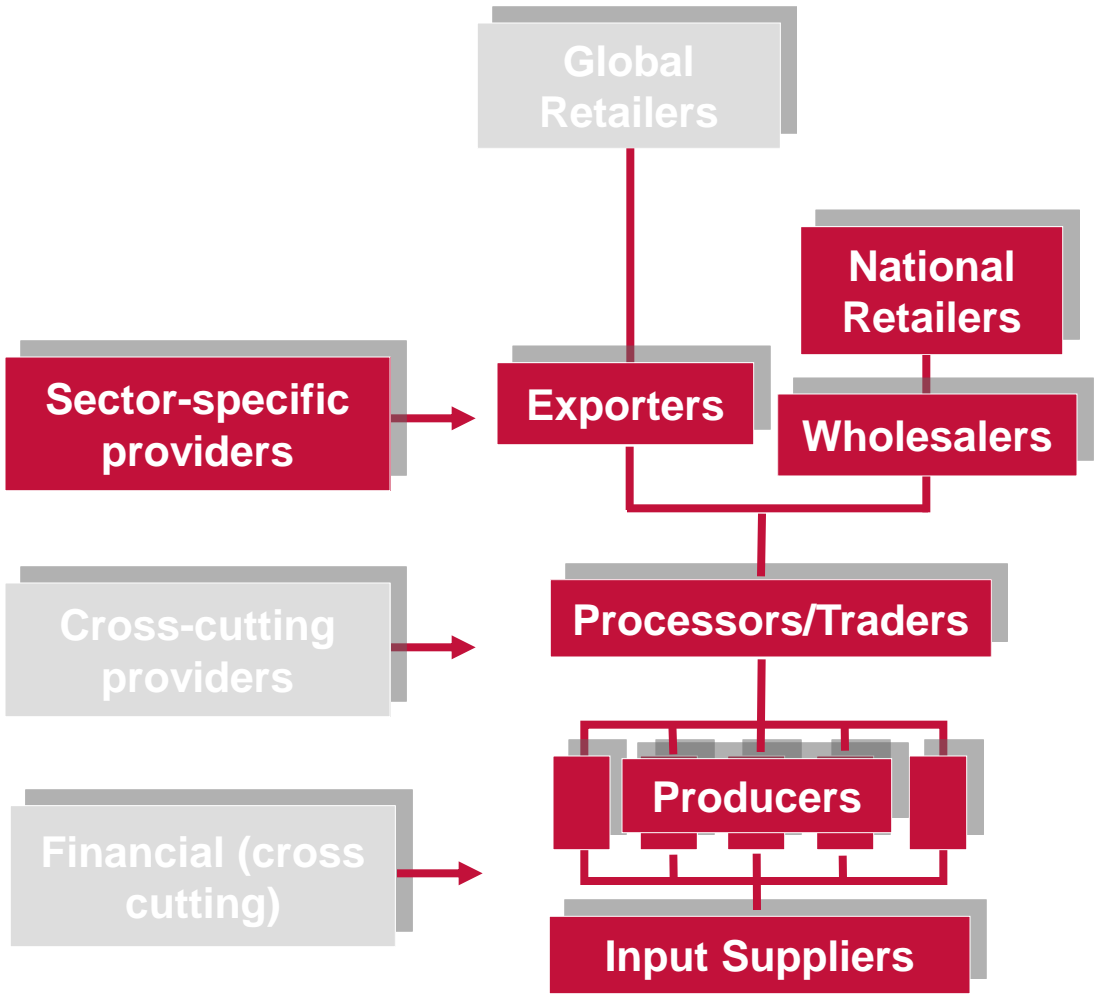 Global
Retailers
National
Retailers
Sector-specific
providers
Exporters
Wholesalers
Cross-cutting
providers
Processors/Traders
Producers
Financial (cross
cutting)
Input Suppliers